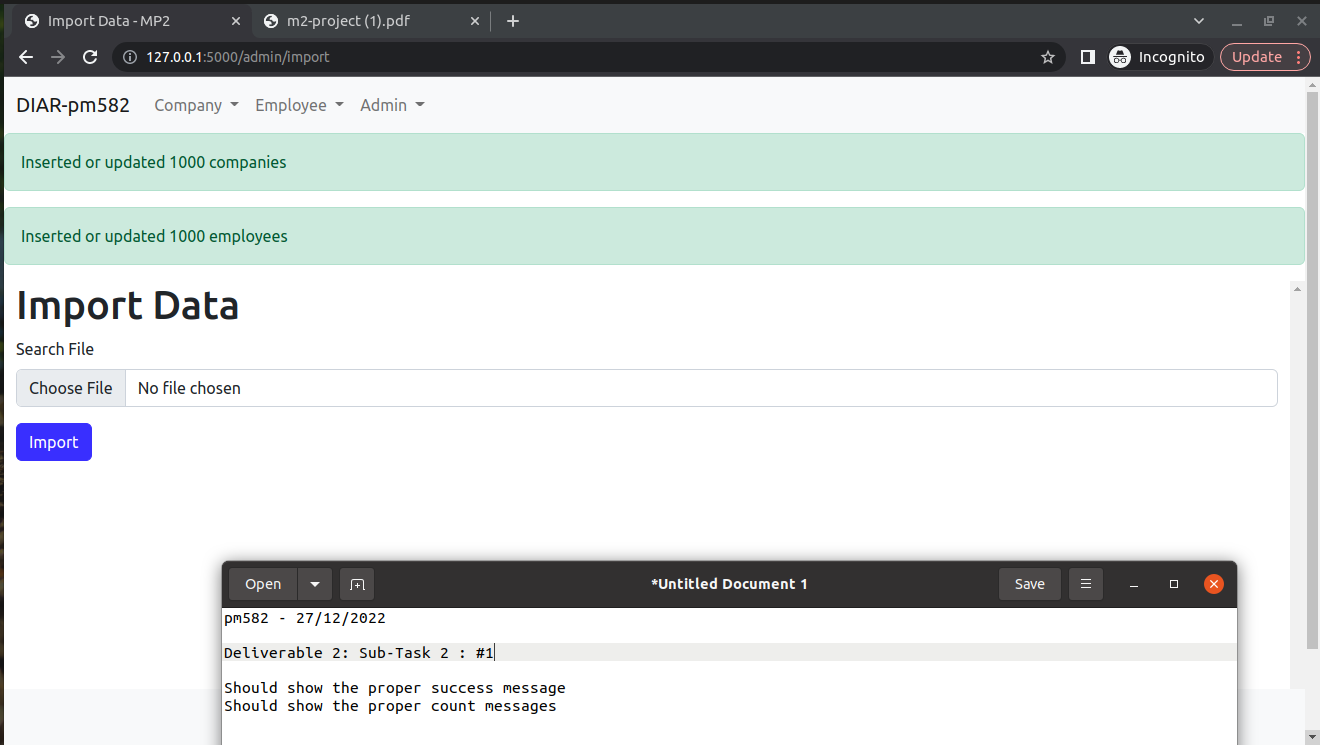 Import Data - MP2
m2-project (1).pdf
127.0.0.1:5000/admin/import
Incognito
Update
DIAR-pm582 Company Employee Admin
Inserted or updated 1000 companies
Inserted or updated 1000 employees
Import Data
Search File
Choose File No file chosen
Import
Open *Untitled Document 1 Save
pm582 - 27/12/2022
Deliverable 2: Sub-Task 2 : #1
Should show the proper success message
Should show the proper count messages